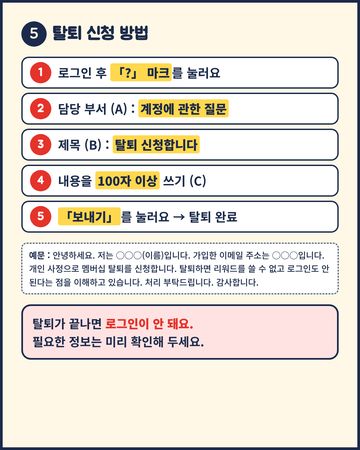 5 탈퇴 신청 방법
1 로그인 후 「?」 마크를 눌러요
2 담당 부서 (A) : 계정에 관한 질문
3 제목 (B) : 탈퇴 신청합니다
4 내용을 100자 이상 쓰기 (C)
5 「보내기」를 눌러요 → 탈퇴 완료
예문 : 안녕하세요. 저는 ○○○(이름)입니다. 가입한 이메일 주소는 ○○○입니다.
개인 사정으로 멤버십 탈퇴를 신청합니다. 탈퇴하면 리워드를 쓸 수 없고 로그인도 안
된다는 점을 이해하고 있습니다. 처리 부탁드립니다. 감사합니다.
탈퇴가 끝나면 로그인이 안 돼요.
필요한 정보는 미리 확인해 두세요.